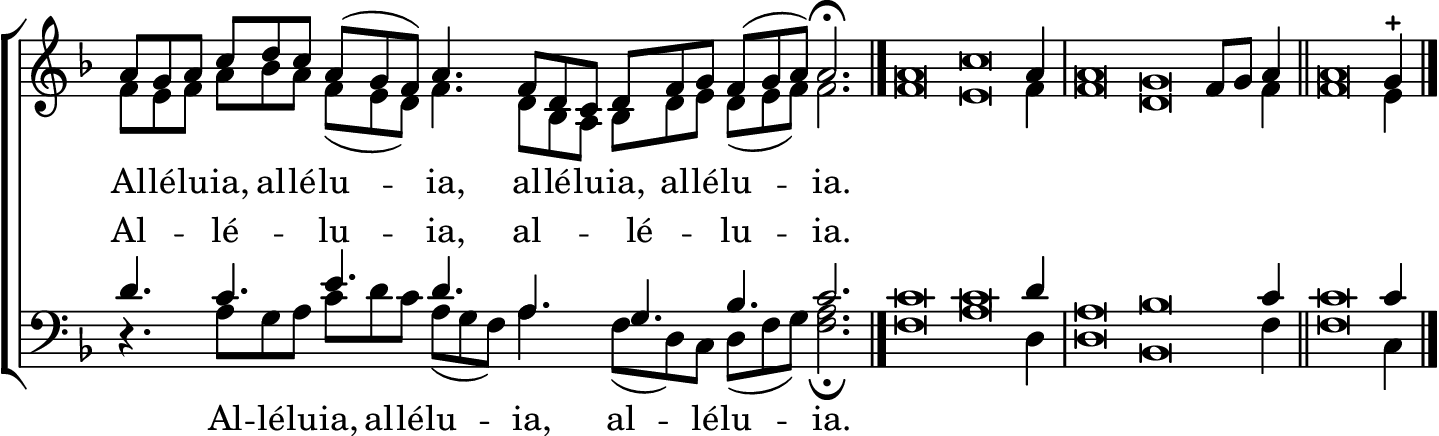 Alléluia, allélu -- ia, alléluia, allélu -- ia.
Al -- lé -- lu -- ia, al -- lé -- lu -- ia.
Al -- léluia, allélu -- ia, al -- lélu -- ia.